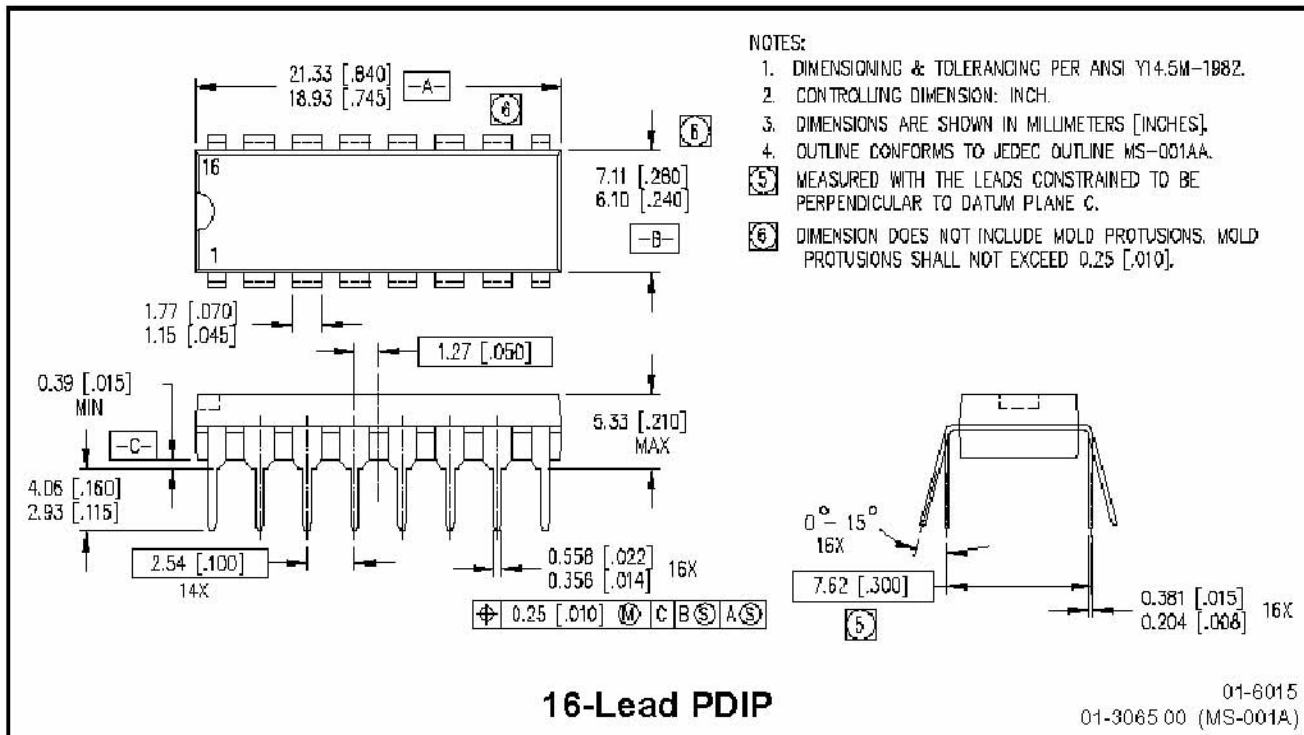 21.33 [.840]
18.93 [.745]
-A-
6
6
16
1
7.11 [.280]
6.10 [.240]
-B-
NOTES:
1. DIMENSIONING & TOLERANCING PER ANSI Y14.5M-1982.
2. CONTROLLING DIMENSION: INCH.
3. DIMENSIONS ARE SHOWN IN MILLIMETERS [INCHES].
4. OUTLINE CONFORMS TO JEDEC OUTLINE MS-001AA.
5 MEASURED WITH THE LEADS CONSTRAINED TO BE
PERPENDICULAR TO DATUM PLANE C.
6 DIMENSION DOES NOT INCLUDE MOLD PROTUSIONS. MOLD
PROTUSIONS SHALL NOT EXCEED 0.25 [.010].
1.77 [.070]
1.15 [.045]
1.27 [.050]
0.39 [.015]
MIN
-C-
5.33 [.210]
MAX
4.06 [.160]
2.93 [.115]
2.54 [.100]
14X
0.558 [.022]
0.356 [.014]
16X
0.25 [.010] Ⓜ C B Ⓢ A Ⓢ
0°-15°
16X
7.62 [.300]
5
0.381 [.015]
0.204 [.008]
16X
16-Lead PDIP
01-6015
01-3065 00 (MS-001A)